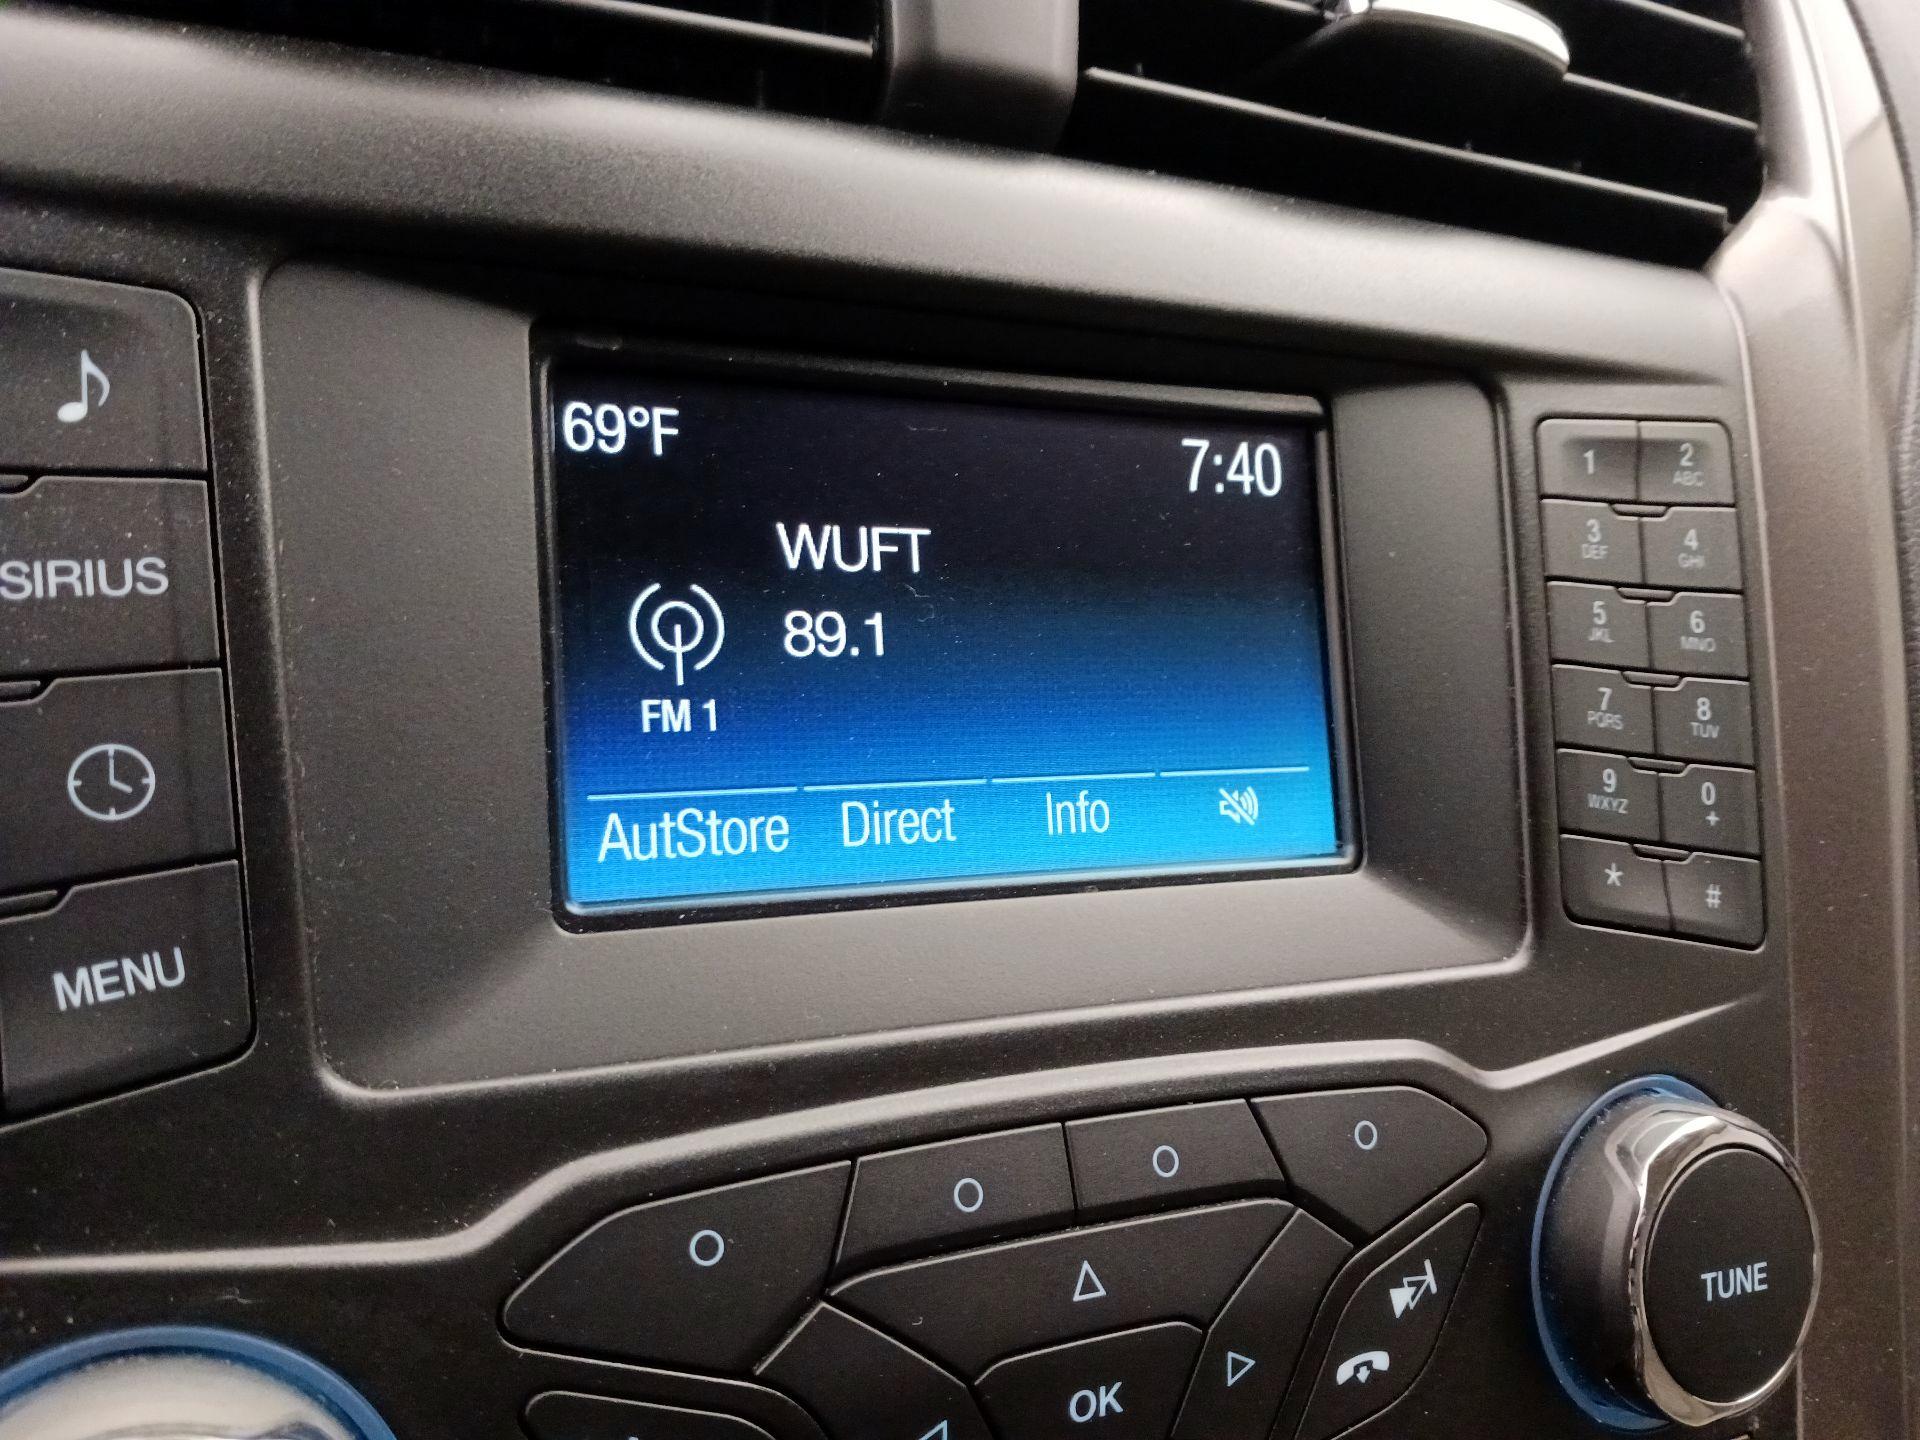 69°F
7:40
WUFT
89.1
FM 1
AutStore Direct Info
SIRIUS
MENU
1
2
ABC
3
DEF
4
GHI
5
JKL
6
MNO
7
PQRS
8
TUV
9
WXYZ
0
+
*
#
OK
TUNE